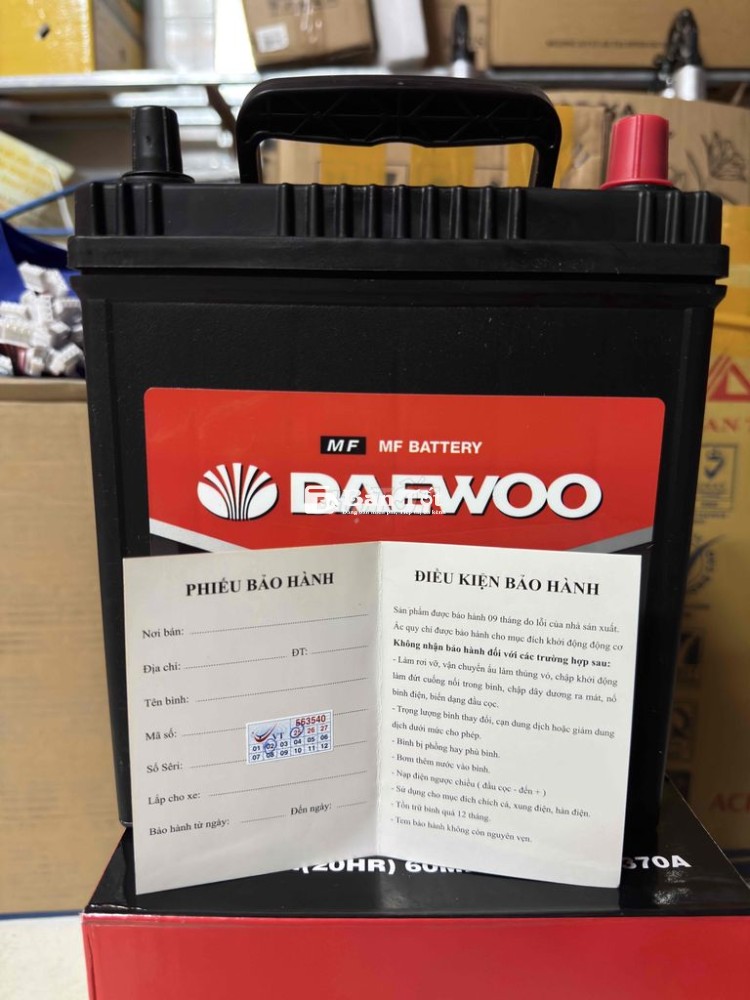 MF MF BATTERY
DAEWOO
PHIẾU BẢO HÀNH
Nơi bán:
Địa chỉ: ĐT:
Tên bình:
Mã số:
Số Sêri:
Lắp cho xe:
Bảo hành từ ngày: Đến ngày:
563540
VT 25 26 27
01 02 03 04 05 06
07 08 09 10 11 12
ĐIỀU KIỆN BẢO HÀNH
Sản phẩm được bảo hành 09 tháng do lỗi của nhà sản xuất.
Ắc quy chỉ được bảo hành cho mục đích khởi động động cơ
Không nhận bảo hành đối với các trường hợp sau:
- Làm rơi vỡ, vận chuyển ẩu làm thủng vỏ, chập khởi động
làm đứt cuống nối trong bình, chập dây dương ra mát, nổ
bình điện, biến dạng đầu cọc.
- Trọng lượng bình thay đổi, cạn dung dịch hoặc giảm dung
dịch dưới mức cho phép.
- Bình bị phồng hay phù bình.
- Bơm thêm nước vào bình.
- Nạp điện ngược chiều ( đầu cọc - đến + )
- Sử dụng cho mục đích chích cá, xung điện, hàn điện.
- Tồn trữ bình quá 12 tháng.
- Tem bảo hành không còn nguyên vẹn.
(20HR) 60M 370A